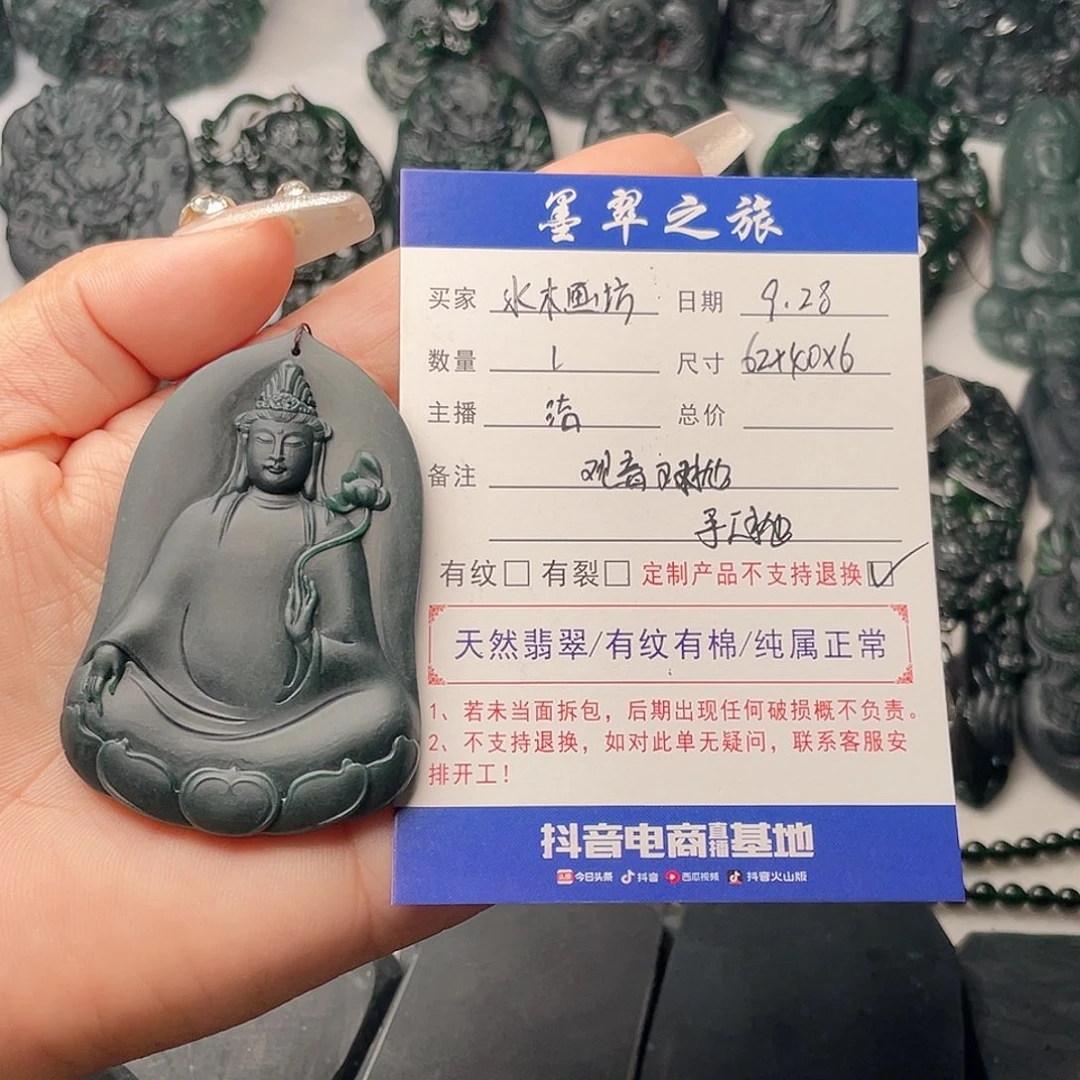 墨翠之旅
买家 水木画坊 日期 9.28
数量 1 尺寸 62x40x6
主播 总价
备注 观音
手工
有纹□ 有裂□ 定制产品不支持退换☑
天然翡翠/有纹有棉/纯属正常
1、若未当面拆包，后期出现任何破损概不负责。
2、不支持退换，如对此单无疑问，联系客服安
排开工！
抖音电商直播基地
头条 今日头条 抖音 西瓜视频 抖音火山版